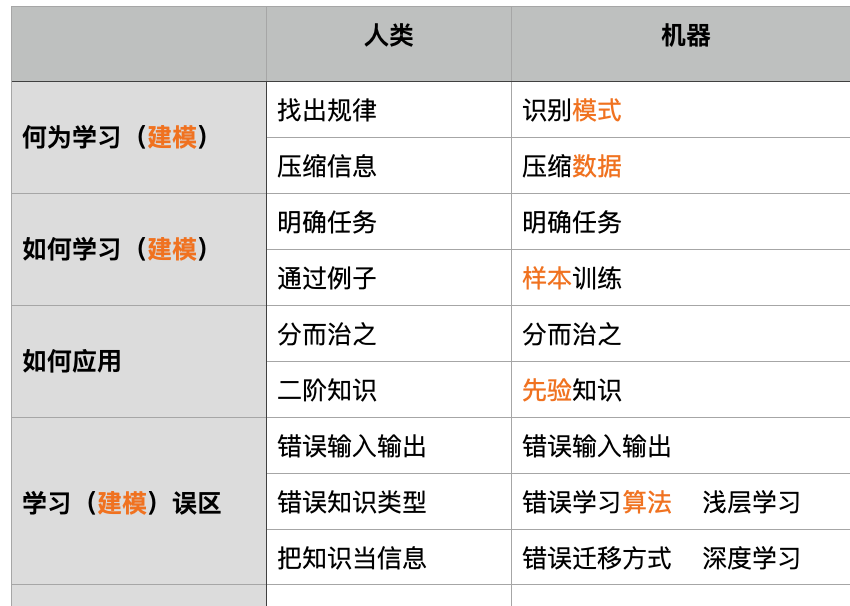 人类 机器
何为学习（建模） 找出规律 识别模式
压缩信息 压缩数据
如何学习（建模） 明确任务 明确任务
通过例子 样本训练
如何应用 分而治之 分而治之
二阶知识 先验知识
学习（建模）误区 错误输入输出 错误输入输出
错误知识类型 错误学习算法 浅层学习
把知识当信息 错误迁移方式 深度学习